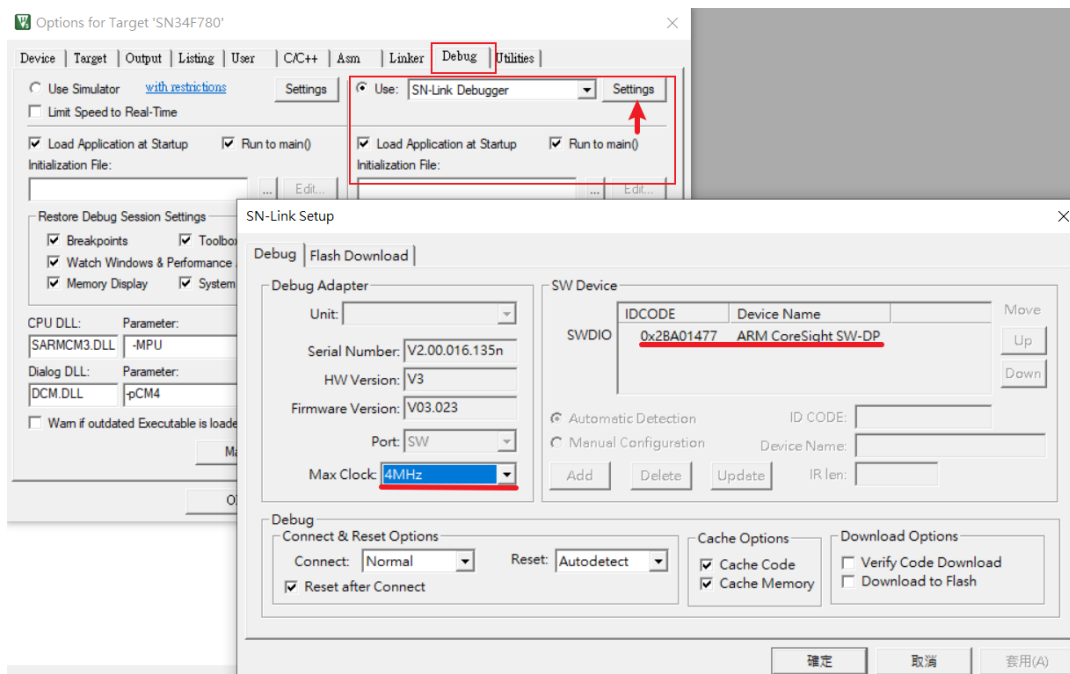 Options for Target 'SN34F780'
Device Target Output Listing User C/C++ Asm Linker Debug Utilities
Use Simulator with restrictions Settings
Limit Speed to Real-Time
Use: SN-Link Debugger Settings
Load Application at Startup Run to main()
Initialization File:
... Edit...
Load Application at Startup Run to main()
Initialization File:
... Edit...
Restore Debug Session Settings
Breakpoints Toolbo
Watch Windows & Performance
Memory Display System
CPU DLL: Parameter:
SARMCM3.DLL -MPU
Dialog DLL: Parameter:
DCM.DLL -pCM4
Warn if outdated Executable is loade
SN-Link Setup
Debug Flash Download
Debug Adapter
Unit:
Serial Number: V2.00.016.135n
HW Version: V3
Firmware Version: V03.023
Port: SW
Max Clock: 4MHz
SW Device
IDCODE Device Name
SWDIO 0x2BA01477 ARM CoreSight SW-DP
Move
Up
Down
Automatic Detection ID CODE:
Manual Configuration Device Name:
Add Delete Update IR len:
Debug
Connect & Reset Options
Connect: Normal Reset: Autodetect
Reset after Connect
Cache Options
Cache Code
Cache Memory
Download Options
Verify Code Download
Download to Flash
確定 取消 套用(A)